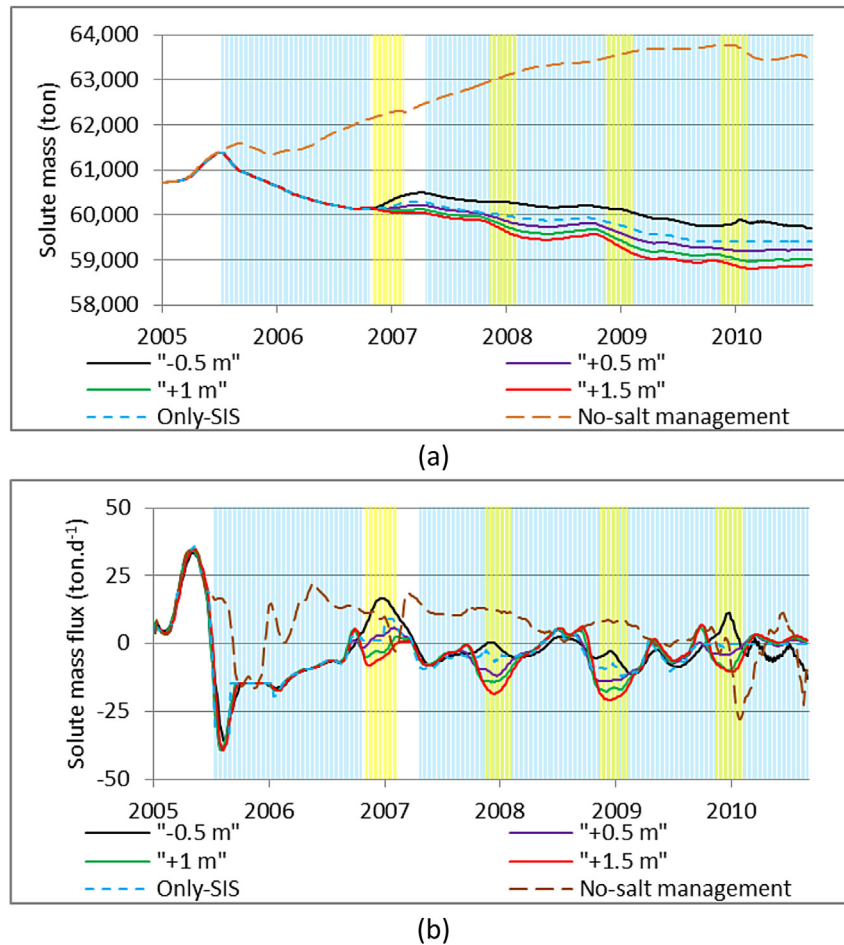 64,000
63,000
62,000
61,000
60,000
59,000
58,000
Solute mass (ton)
2005 2006 2007 2008 2009 2010
"-0.5 m" "+0.5 m"
"+1 m" "+1.5 m"
Only-SIS No-salt management
(a)
50
25
0
-25
-50
Solute mass flux (ton.d⁻¹)
2005 2006 2007 2008 2009 2010
"-0.5 m" "+0.5 m"
"+1 m" "+1.5 m"
Only-SIS No-salt management
(b)